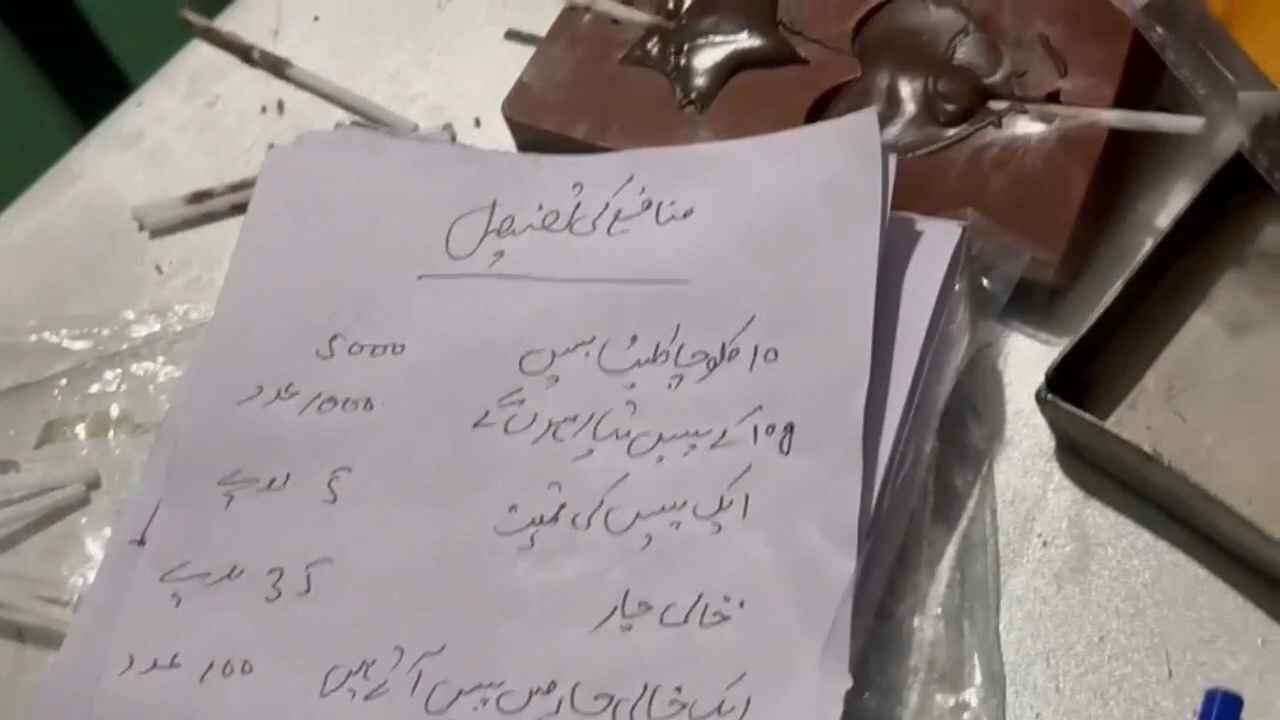 منافع کی تفصیل
10 کلو چاکلیٹ بیس 5000
10g کے پیس تیار ہوں گے 1000 عدد
ایک پیس کی قیمت 5 روپے
خالی جار 35 روپے
ایک خالی جار میں پیس آتے ہیں 100 عدد